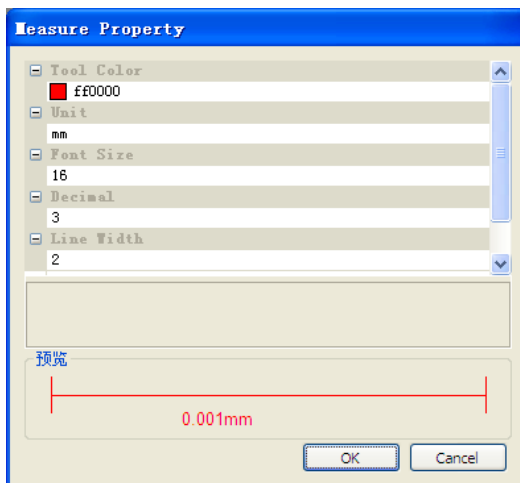 Measure Property
Tool Color
ff0000
Unit
mm
Font Size
16
Decimal
3
Line Width
2
预览
0.001mm
OK
Cancel